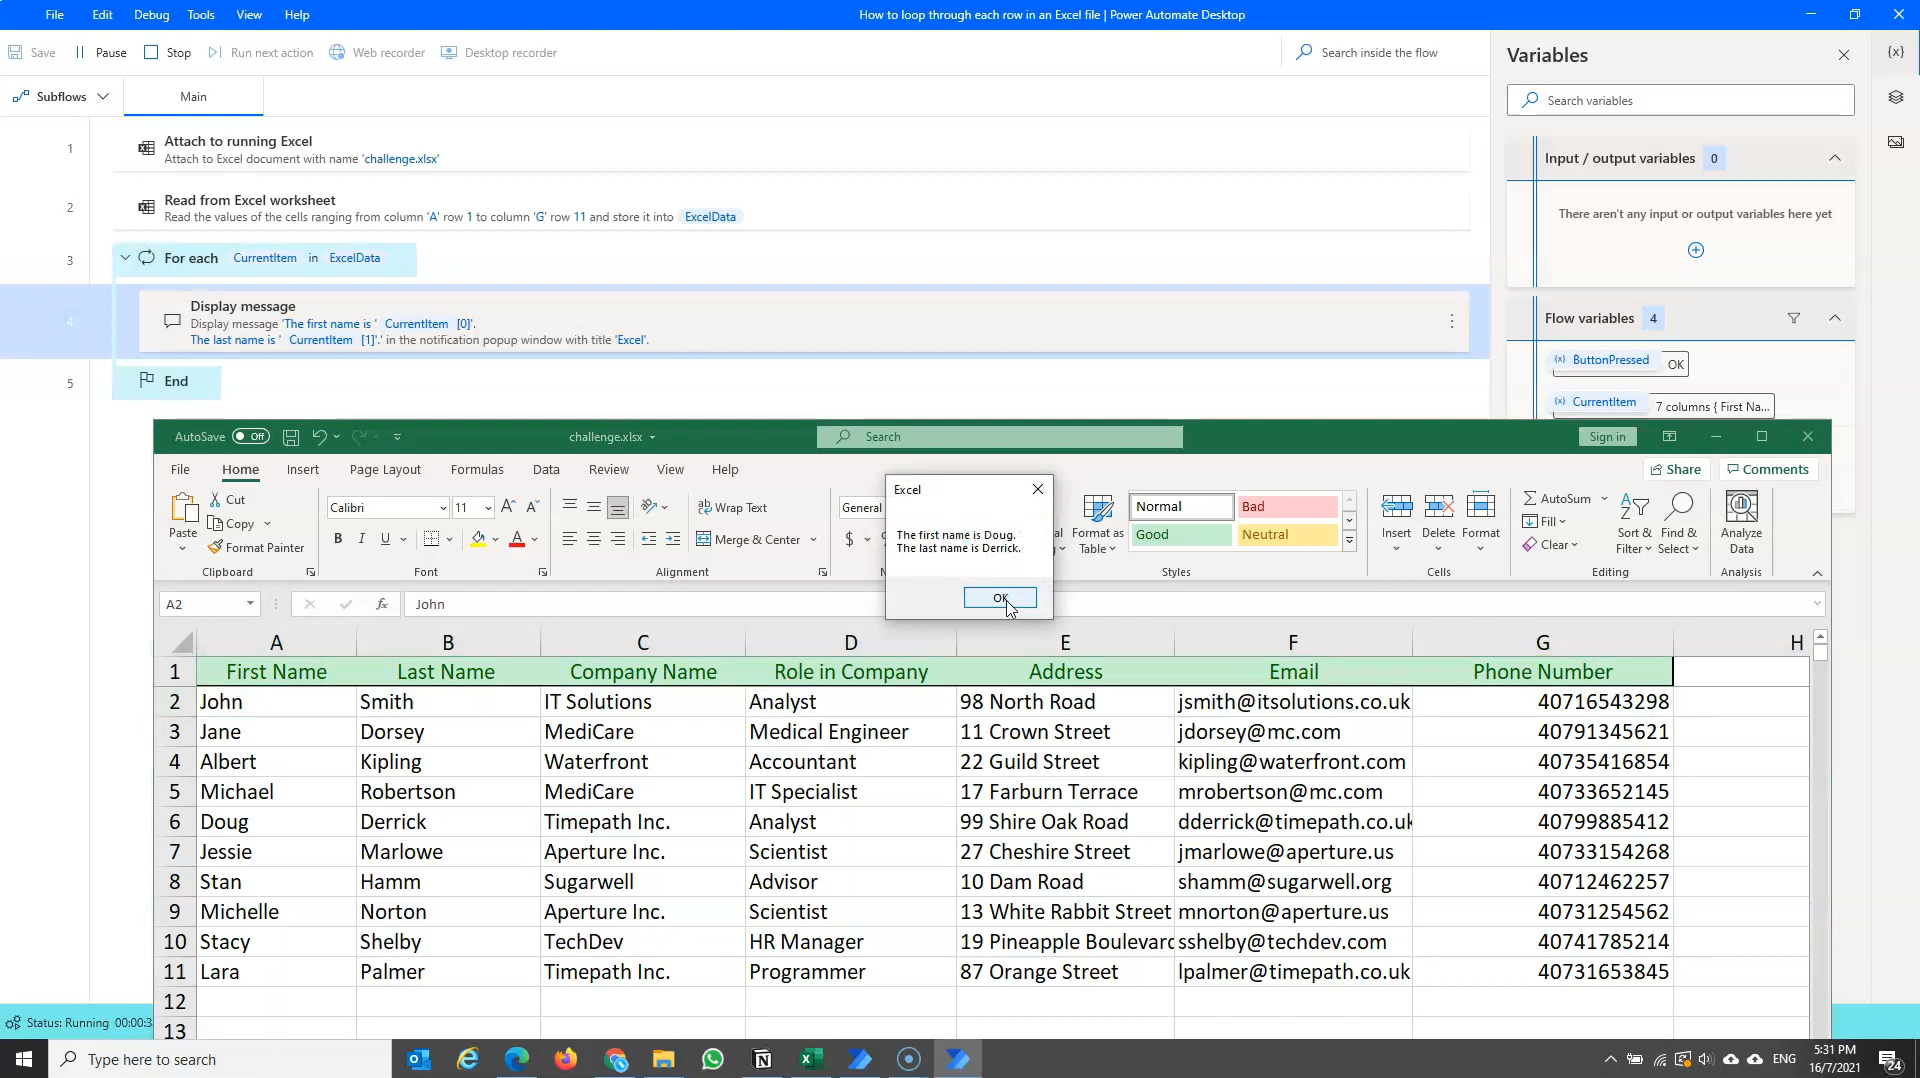 File Edit Debug Tools View Help How to loop through each row in an Excel file | Power Automate Desktop
Save Pause Stop Run next action Web recorder Desktop recorder Search inside the flow
Subflows Main
1 Attach to running Excel
Attach to Excel document with name 'challenge.xlsx'
2 Read from Excel worksheet
Read the values of the cells ranging from column 'A' row 1 to column 'G' row 11 and store it into ExcelData
3 For each CurrentItem in ExcelData
4 Display message
Display message 'The first name is ' CurrentItem [0]'.
The last name is ' CurrentItem [1]'.' in the notification popup window with title 'Excel'.
5 End
Variables {x}
Search variables
Input / output variables 0
There aren't any input or output variables here yet
Flow variables 4
(x) ButtonPressed OK
(x) CurrentItem 7 columns { First Na...
AutoSave Off challenge.xlsx Search Sign in
File Home Insert Page Layout Formulas Data Review View Help Share Comments
Paste Cut Copy Format Painter Clipboard
Calibri 11 A A B I U A Font
Wrap Text Merge & Center Alignment
General $
Format as Table Normal Bad Good Neutral Styles
Insert Delete Format Cells
AutoSum Fill Clear Sort & Filter Find & Select Editing
Analyze Data Analysis
Excel
The first name is Doug.
The last name is Derrick.
OK
A2 fx John
A B C D E F G H
1 First Name Last Name Company Name Role in Company Address Email Phone Number
2 John Smith IT Solutions Analyst 98 North Road jsmith@itsolutions.co.uk 40716543298
3 Jane Dorsey MediCare Medical Engineer 11 Crown Street jdorsey@mc.com 40791345621
4 Albert Kipling Waterfront Accountant 22 Guild Street kipling@waterfront.com 40735416854
5 Michael Robertson MediCare IT Specialist 17 Farburn Terrace mrobertson@mc.com 40733652145
6 Doug Derrick Timepath Inc. Analyst 99 Shire Oak Road dderrick@timepath.co.uk 40799885412
7 Jessie Marlowe Aperture Inc. Scientist 27 Cheshire Street jmarlowe@aperture.us 40733154268
8 Stan Hamm Sugarwell Advisor 10 Dam Road shamm@sugarwell.org 40712462257
9 Michelle Norton Aperture Inc. Scientist 13 White Rabbit Street mnorton@aperture.us 40731254562
10 Stacy Shelby TechDev HR Manager 19 Pineapple Boulevard sshelby@techdev.com 40741785214
11 Lara Palmer Timepath Inc. Programmer 87 Orange Street lpalmer@timepath.co.uk 40731653845
12
13
Status: Running 00:00:3
Type here to search ENG 5:31 PM
16/7/2021 24